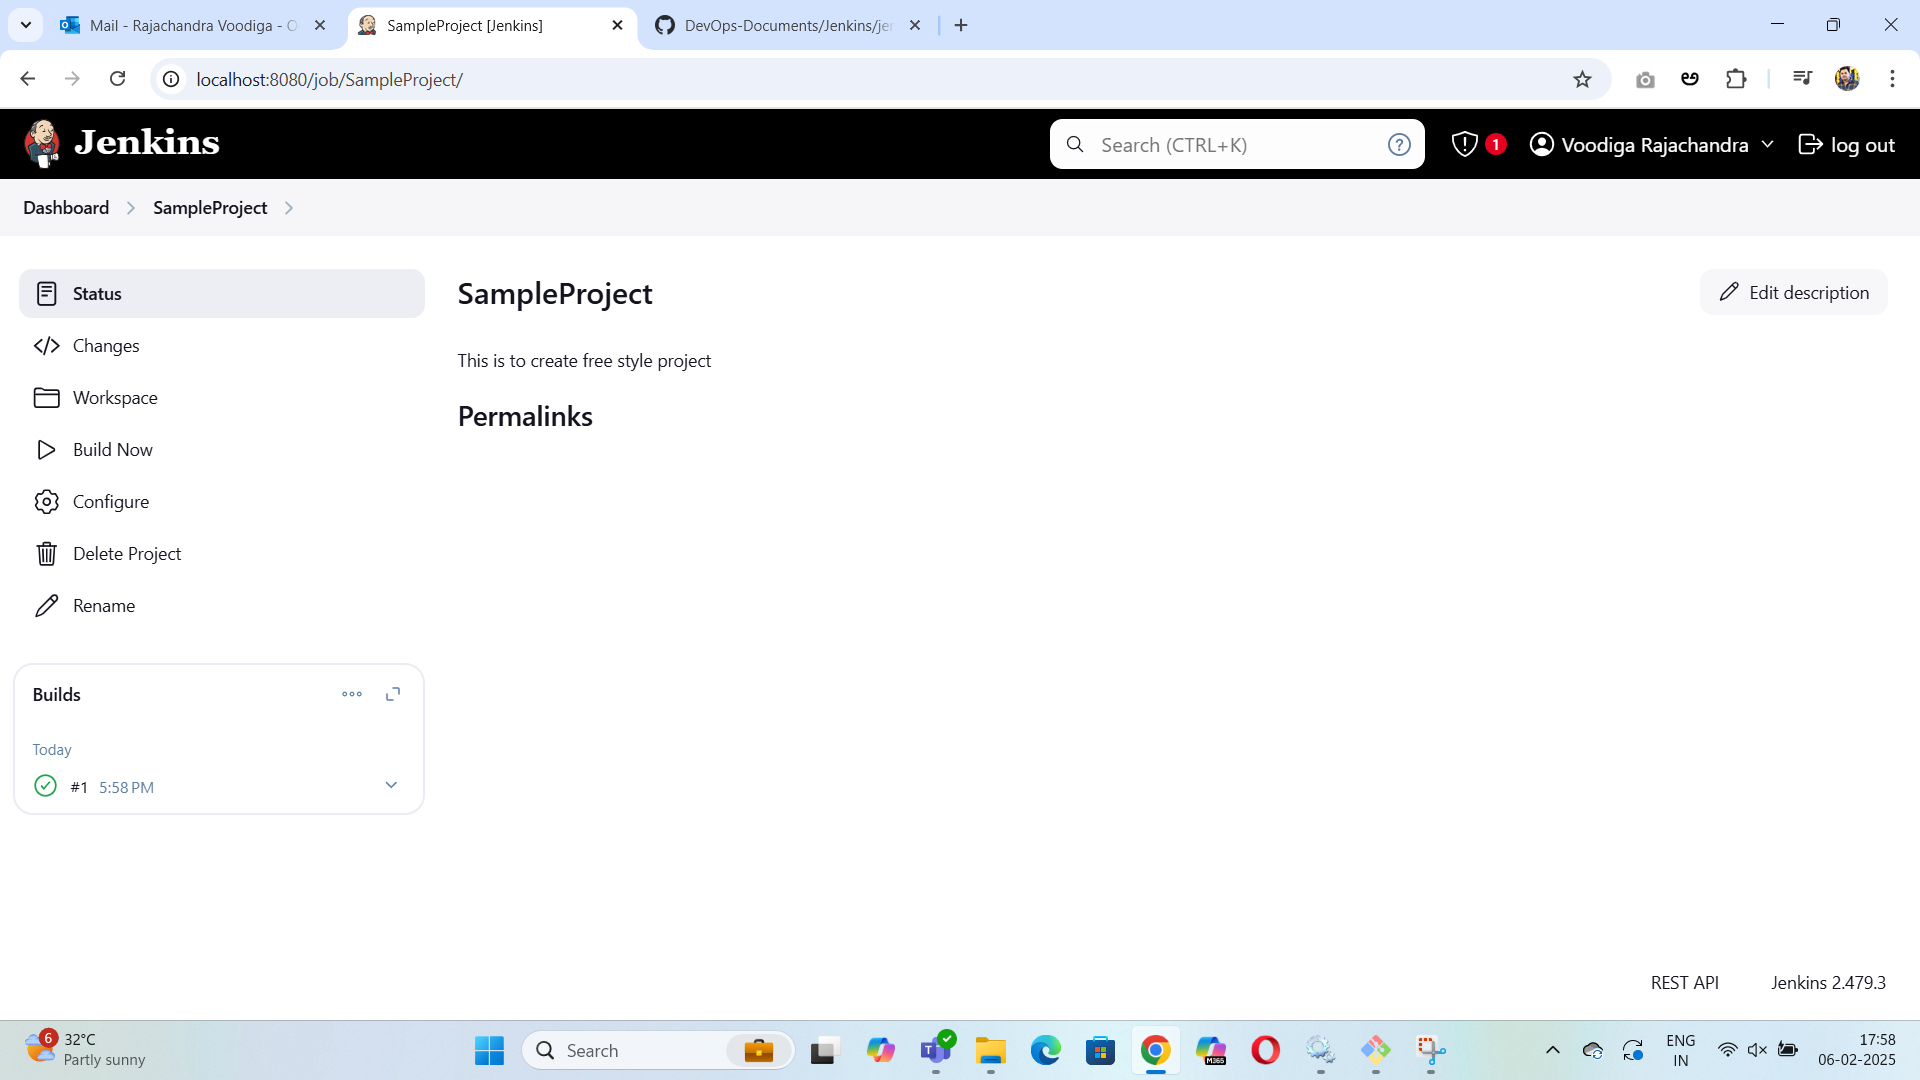 Mail - Rajachandra Voodiga - O
SampleProject [Jenkins]
DevOps-Documents/Jenkins/jen
localhost:8080/job/SampleProject/
Jenkins
Search (CTRL+K)
?
1
Voodiga Rajachandra
log out
Dashboard
SampleProject
Status
Changes
Workspace
Build Now
Configure
Delete Project
Rename
SampleProject
Edit description
This is to create free style project
Permalinks
Builds
Today
#1 5:58 PM
REST API
Jenkins 2.479.3
6
32°C
Partly sunny
Search
M365
ENG
IN
17:58
06-02-2025